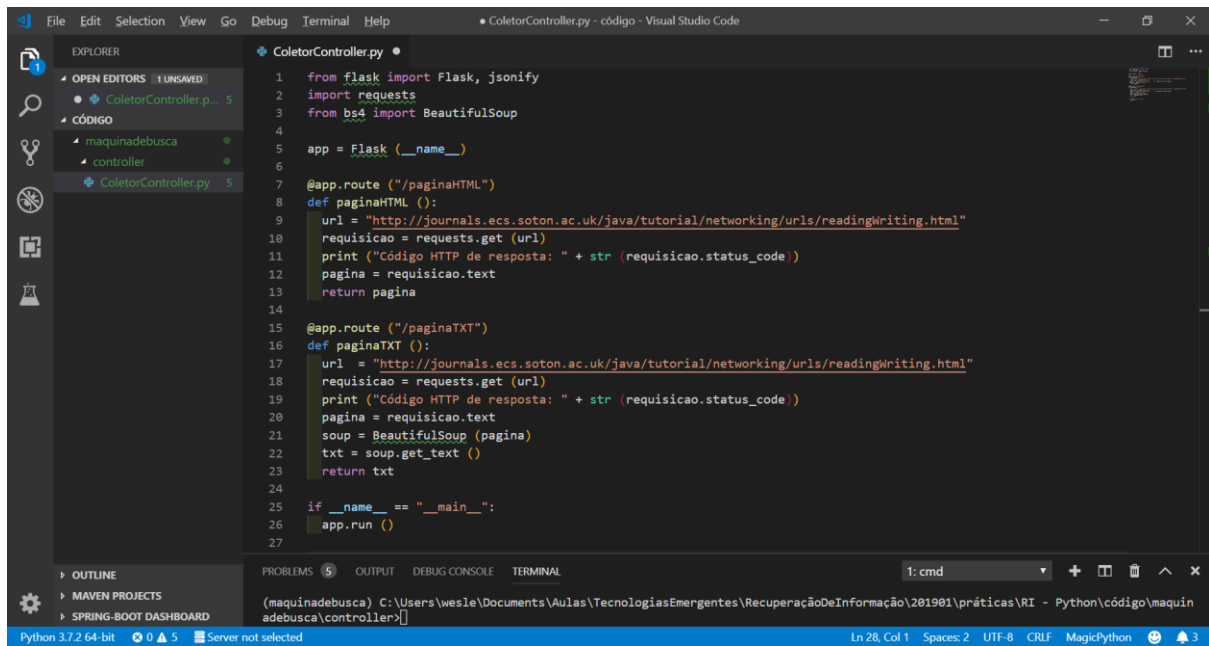 File Edit Selection View Go Debug Terminal Help
● ColetorController.py - código - Visual Studio Code
EXPLORER
OPEN EDITORS 1 UNSAVED
ColetorController.p... 5
CÓDIGO
maquinadebusca
controller
ColetorController.py 5
1
ColetorController.py ●
1 from flask import Flask, jsonify
2 import requests
3 from bs4 import BeautifulSoup
4
5 app = Flask (__name__)
6
7 @app.route ("/paginaHTML")
8 def paginaHTML ():
9   url = "http://journals.ecs.soton.ac.uk/java/tutorial/networking/urls/readingWriting.html"
10   requisicao = requests.get (url)
11   print ("Código HTTP de resposta: " + str (requisicao.status_code))
12   pagina = requisicao.text
13   return pagina
14
15 @app.route ("/paginaTXT")
16 def paginaTXT ():
17   url  = "http://journals.ecs.soton.ac.uk/java/tutorial/networking/urls/readingWriting.html"
18   requisicao = requests.get (url)
19   print ("Código HTTP de resposta: " + str (requisicao.status_code))
20   pagina = requisicao.text
21   soup = BeautifulSoup (pagina)
22   txt = soup.get_text ()
23   return txt
24
25 if __name__ == "__main__":
26   app.run ()
27
OUTLINE
MAVEN PROJECTS
SPRING-BOOT DASHBOARD
PROBLEMS 5 OUTPUT DEBUG CONSOLE TERMINAL
1: cmd
(maquinadebusca) C:\Users\wesle\Documents\Aulas\TecnologiasEmergentes\RecuperaçãoDeInformação\201901\práticas\RI - Python\código\maquin
adebusca\controller>
Python 3.7.2 64-bit 0 5 Server not selected Ln 28, Col 1 Spaces: 2 UTF-8 CRLF MagicPython 3